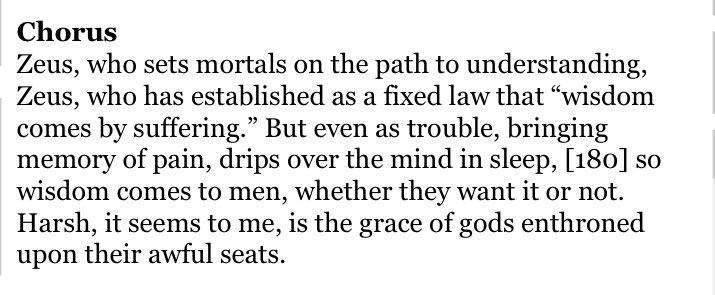 Chorus
Zeus, who sets mortals on the path to understanding,
Zeus, who has established as a fixed law that “wisdom
comes by suffering.” But even as trouble, bringing
memory of pain, drips over the mind in sleep, [180] so
wisdom comes to men, whether they want it or not.
Harsh, it seems to me, is the grace of gods enthroned
upon their awful seats.